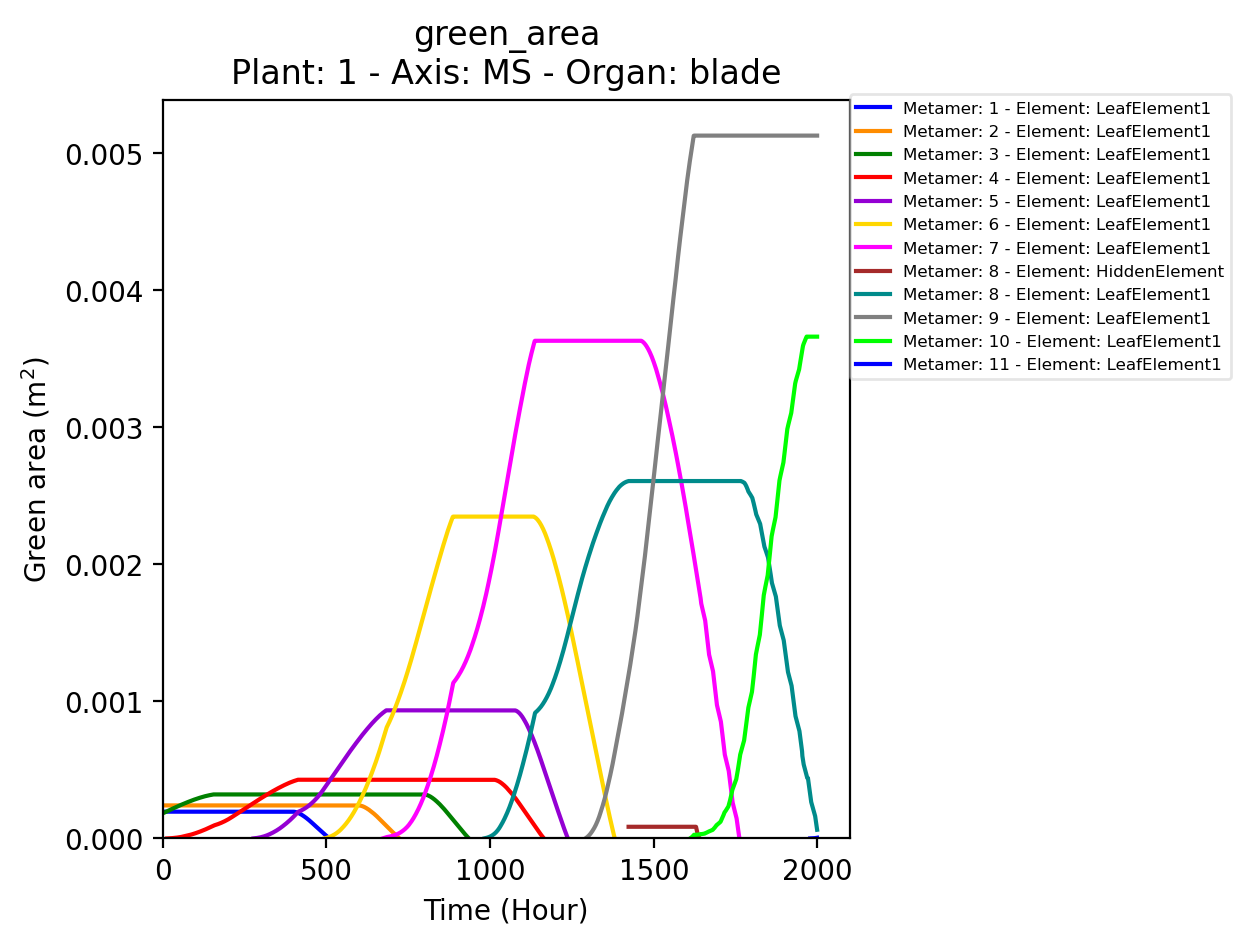 green_area
Plant: 1 - Axis: MS - Organ: blade
Metamer: 1 - Element: LeafElement1
Metamer: 2 - Element: LeafElement1
Metamer: 3 - Element: LeafElement1
Metamer: 4 - Element: LeafElement1
Metamer: 5 - Element: LeafElement1
Metamer: 6 - Element: LeafElement1
Metamer: 7 - Element: LeafElement1
Metamer: 8 - Element: HiddenElement
Metamer: 8 - Element: LeafElement1
Metamer: 9 - Element: LeafElement1
Metamer: 10 - Element: LeafElement1
Metamer: 11 - Element: LeafElement1
Green area (m²)
0.005
0.004
0.003
0.002
0.001
0.000
0 500 1000 1500 2000
Time (Hour)